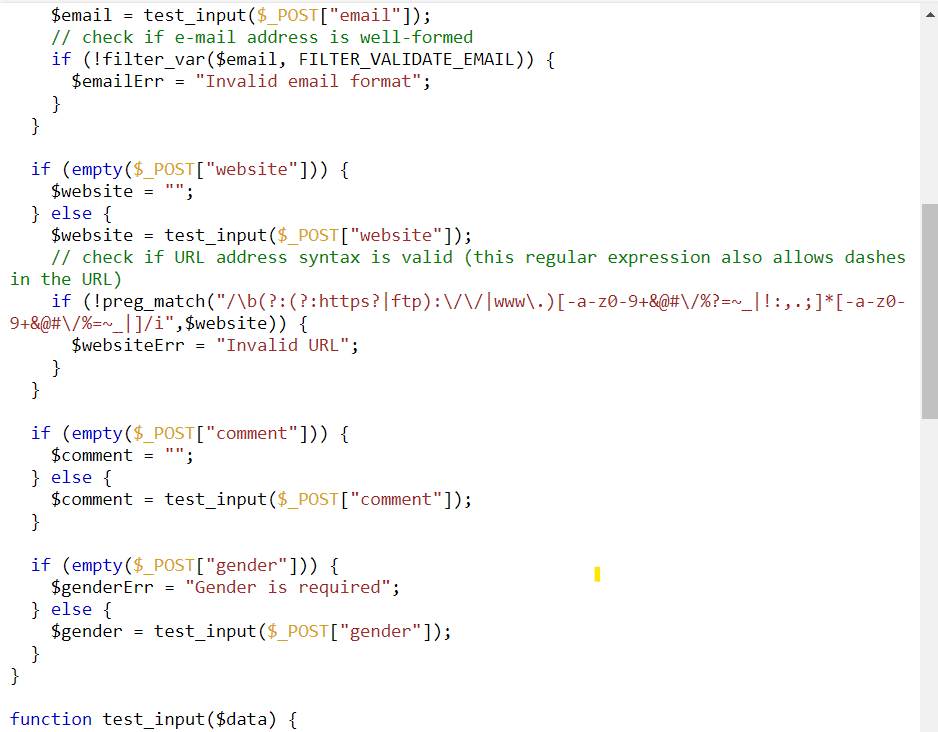 $email = test_input($_POST["email"]);
// check if e-mail address is well-formed
if (!filter_var($email, FILTER_VALIDATE_EMAIL)) {
$emailErr = "Invalid email format";
}
}
if (empty($_POST["website"])) {
$website = "";
} else {
$website = test_input($_POST["website"]);
// check if URL address syntax is valid (this regular expression also allows dashes
in the URL)
if (!preg_match("/\b(?:(?:https?|ftp):\/\/|www\.)[-a-z0-9+&@#\/%?=~_|!:,.;]*[-a-z0-
9+&@#\/%=~_|]/i",$website)) {
$websiteErr = "Invalid URL";
}
}
if (empty($_POST["comment"])) {
$comment = "";
} else {
$comment = test_input($_POST["comment"]);
}
if (empty($_POST["gender"])) {
$genderErr = "Gender is required";
} else {
$gender = test_input($_POST["gender"]);
}
}
function test_input($data) {